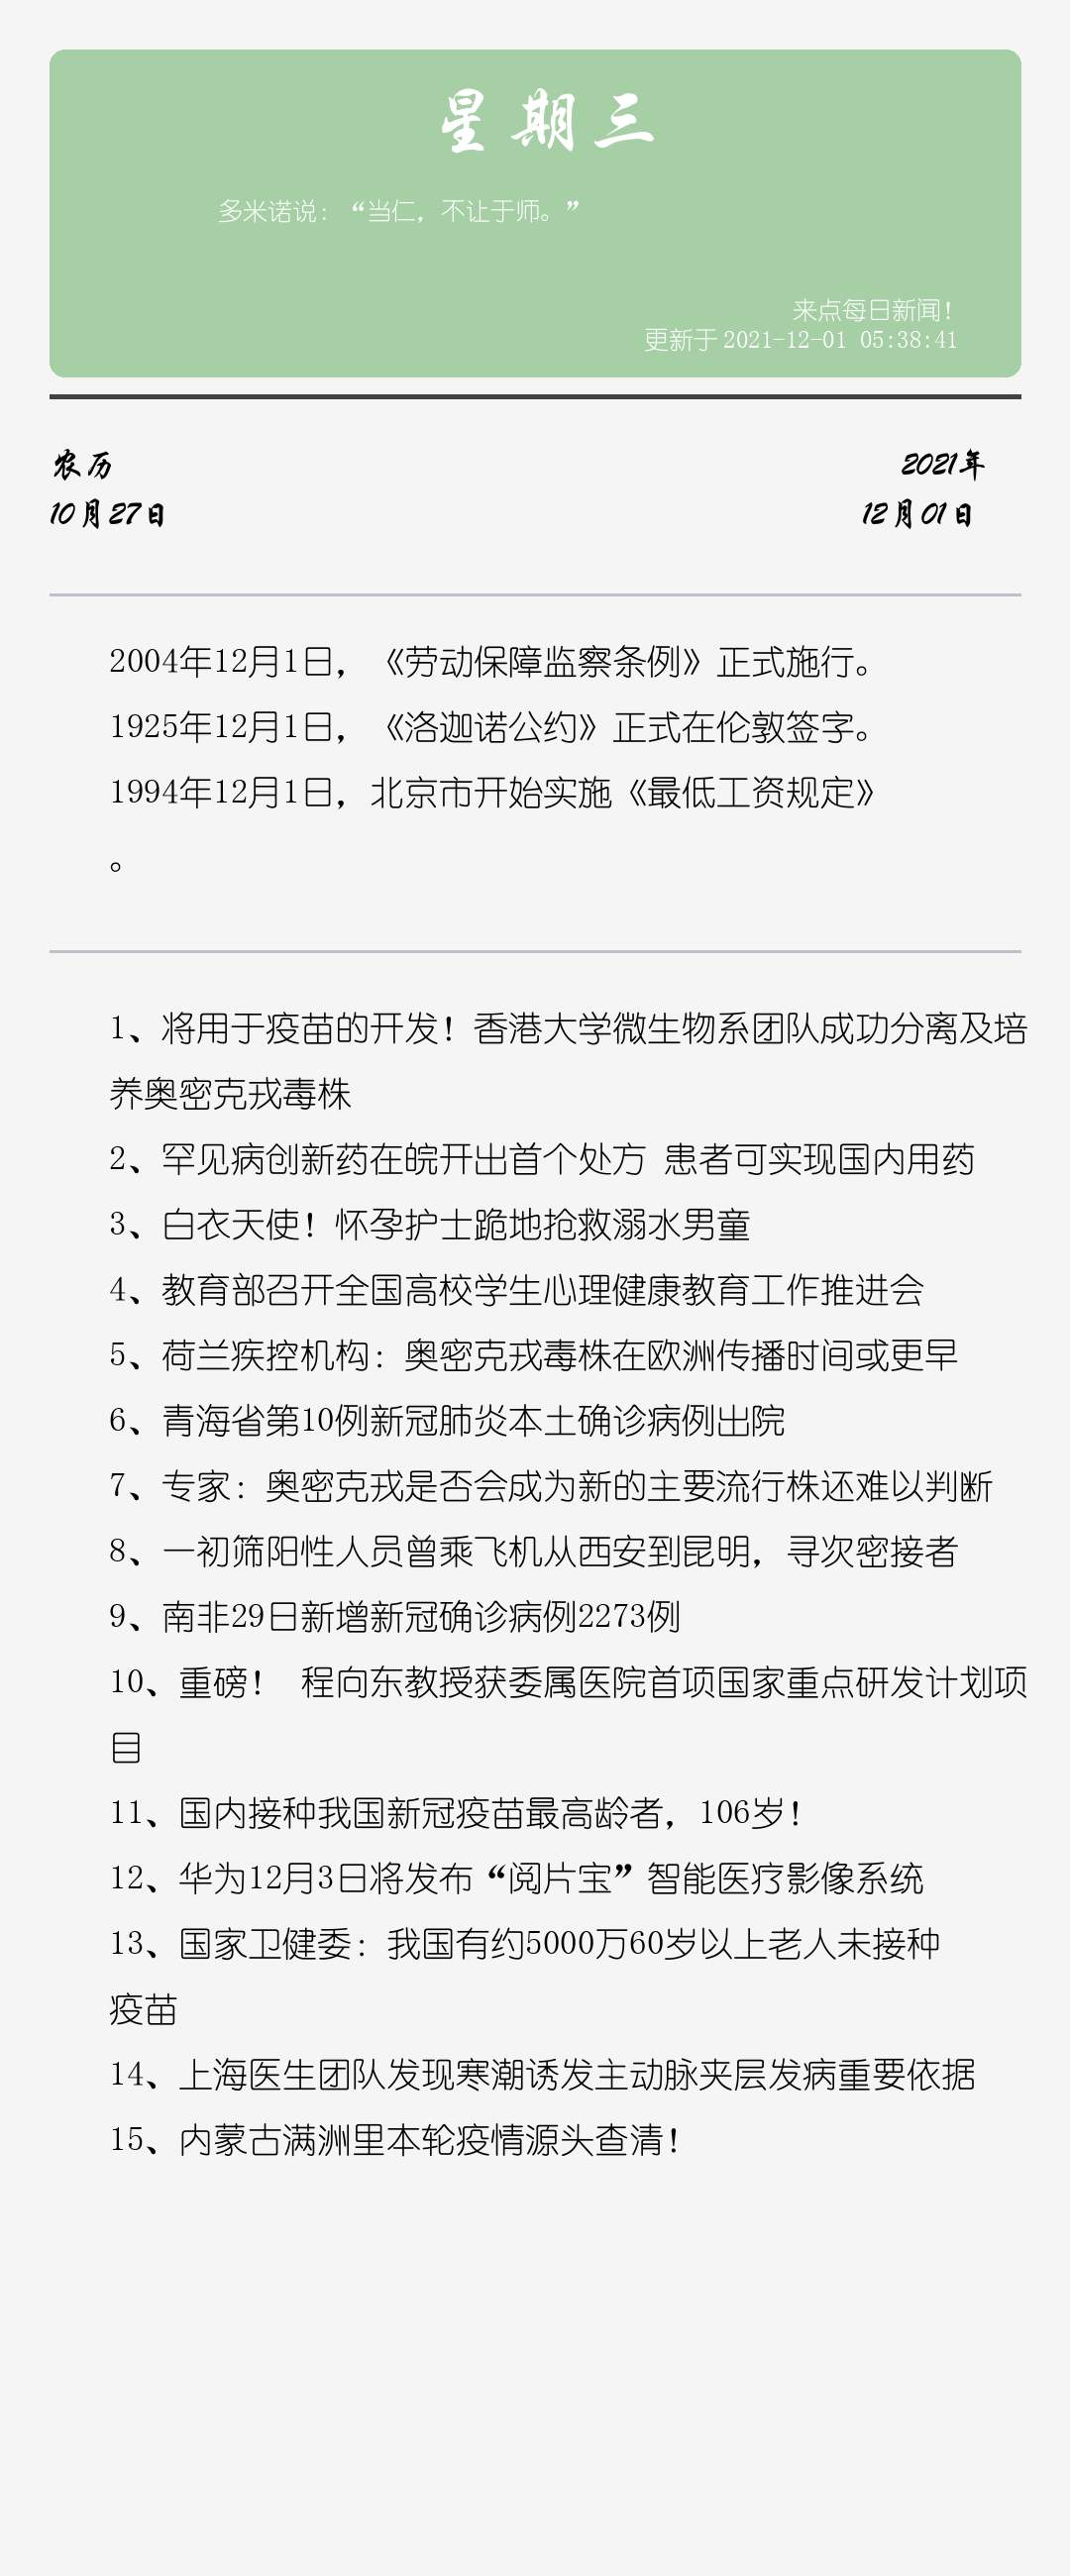 星期三
多米诺说：“当仁，不让于师。”
来点每日新闻！
更新于 2021-12-01 05:38:41
农历
2021年
10月27日
12月01日
2004年12月1日，《劳动保障监察条例》正式施行。
1925年12月1日，《洛迦诺公约》正式在伦敦签字。
1994年12月1日，北京市开始实施《最低工资规定》
。
1、将用于疫苗的开发！香港大学微生物系团队成功分离及培
养奥密克戎毒株
2、罕见病创新药在皖开出首个处方 患者可实现国内用药
3、白衣天使！怀孕护士跪地抢救溺水男童
4、教育部召开全国高校学生心理健康教育工作推进会
5、荷兰疾控机构：奥密克戎毒株在欧洲传播时间或更早
6、青海省第10例新冠肺炎本土确诊病例出院
7、专家：奥密克戎是否会成为新的主要流行株还难以判断
8、一初筛阳性人员曾乘飞机从西安到昆明，寻次密接者
9、南非29日新增新冠确诊病例2273例
10、重磅！ 程向东教授获委属医院首项国家重点研发计划项
目
11、国内接种我国新冠疫苗最高龄者，106岁！
12、华为12月3日将发布“阅片宝”智能医疗影像系统
13、国家卫健委：我国有约5000万60岁以上老人未接种
疫苗
14、上海医生团队发现寒潮诱发主动脉夹层发病重要依据
15、内蒙古满洲里本轮疫情源头查清！